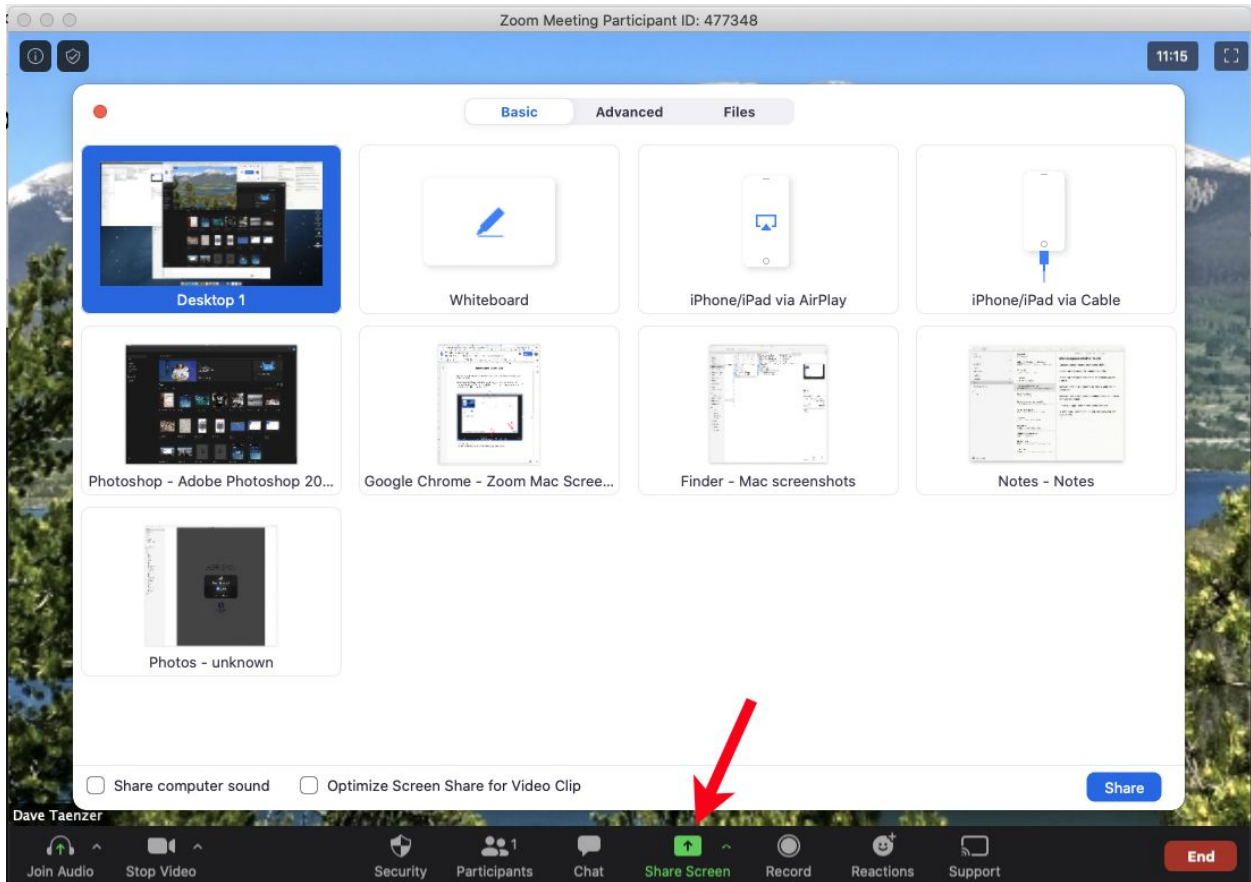 Zoom Meeting Participant ID: 477348
11:15
Basic Advanced Files
Desktop 1 Whiteboard iPhone/iPad via AirPlay iPhone/iPad via Cable
Photoshop - Adobe Photoshop 20... Google Chrome - Zoom Mac Scree... Finder - Mac screenshots Notes - Notes
Photos - unknown
Share computer sound Optimize Screen Share for Video Clip Share
Dave Taenzer
1
Join Audio Stop Video Security Participants Chat Share Screen Record Reactions Support End